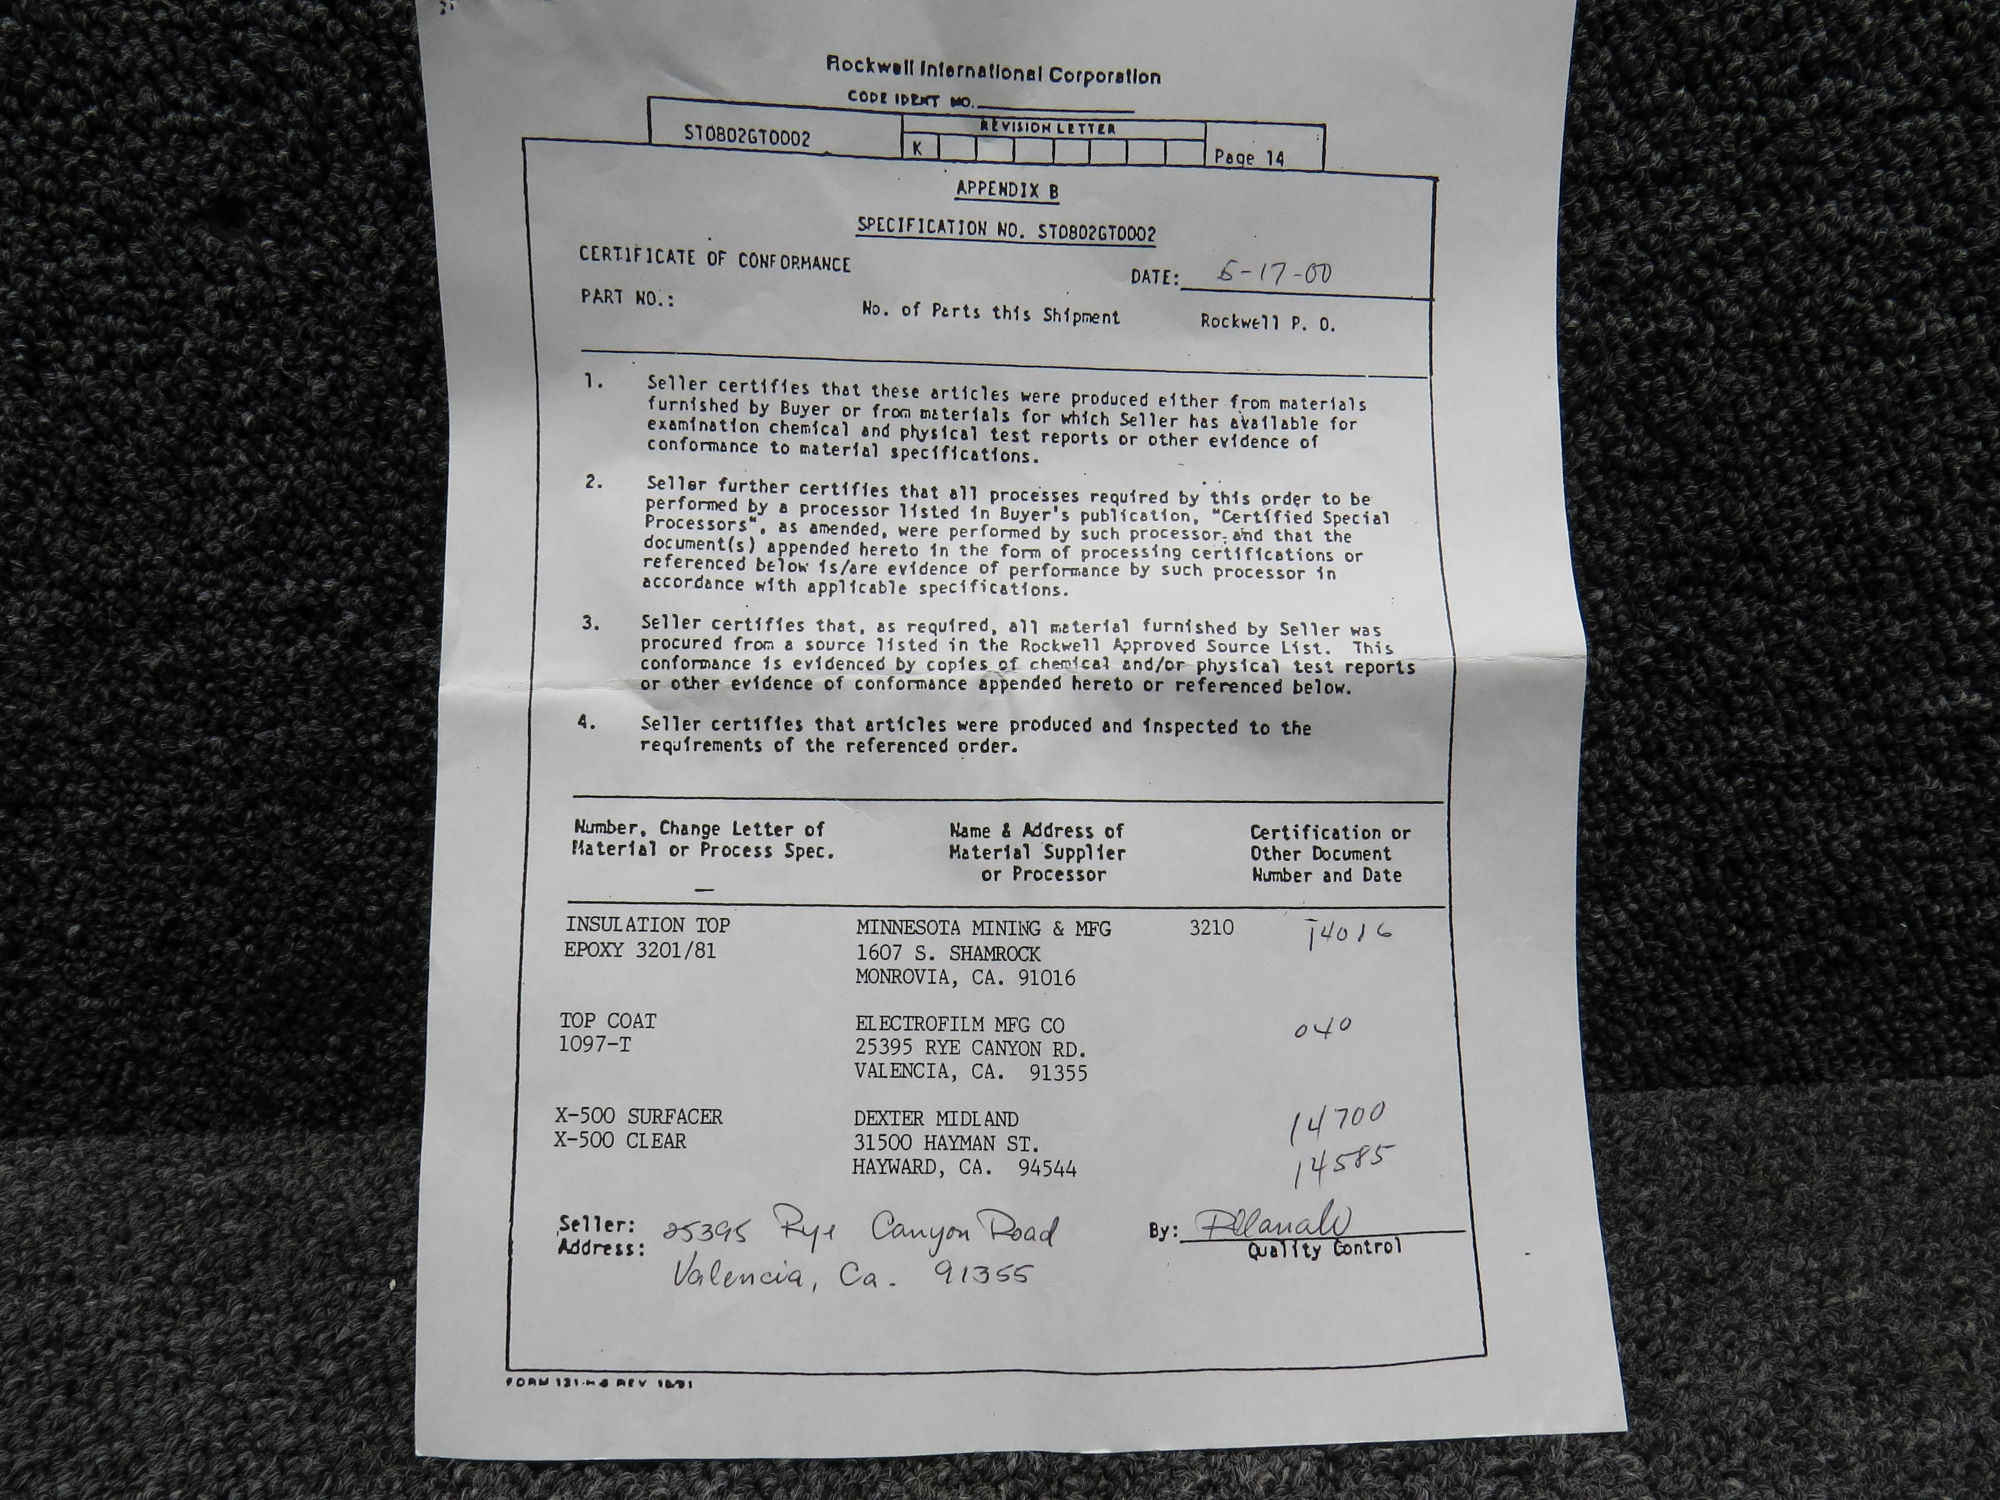 Rockwell International Corporation
CODE IDENT NO.
ST0802GT0002
REVISION LETTER
K
Page 14
APPENDIX B
SPECIFICATION NO. ST0802GT0002
CERTIFICATE OF CONFORMANCE
DATE: 5-17-00
PART NO.: No. of Parts this Shipment Rockwell P. O.
1. Seller certifies that these articles were produced either from materials
furnished by Buyer or from materials for which Seller has available for
examination chemical and physical test reports or other evidence of
conformance to material specifications.
2. Seller further certifies that all processes required by this order to be
performed by a processor listed in Buyer's publication, "Certified Special
Processors", as amended, were performed by such processor, and that the
document(s) appended hereto in the form of processing certifications or
referenced below is/are evidence of performance by such processor in
accordance with applicable specifications.
3. Seller certifies that, as required, all material furnished by Seller was
procured from a source listed in the Rockwell Approved Source List. This
conformance is evidenced by copies of chemical and/or physical test reports
or other evidence of conformance appended hereto or referenced below.
4. Seller certifies that articles were produced and inspected to the
requirements of the referenced order.
Number, Change Letter of Name & Address of Certification or
Material or Process Spec. Material Supplier Other Document
or Processor Number and Date
INSULATION TOP MINNESOTA MINING & MFG 3210 14016
EPOXY 3201/81 1607 S. SHAMROCK
MONROVIA, CA. 91016
TOP COAT ELECTROFILM MFG CO 040
1097-T 25395 RYE CANYON RD.
VALENCIA, CA. 91355
X-500 SURFACER DEXTER MIDLAND 14700
X-500 CLEAR 31500 HAYMAN ST. 14585
HAYWARD, CA. 94544
Seller: 25395 Rye Canyon Road By:
Address: Quality Control
Valencia, Ca. 91355